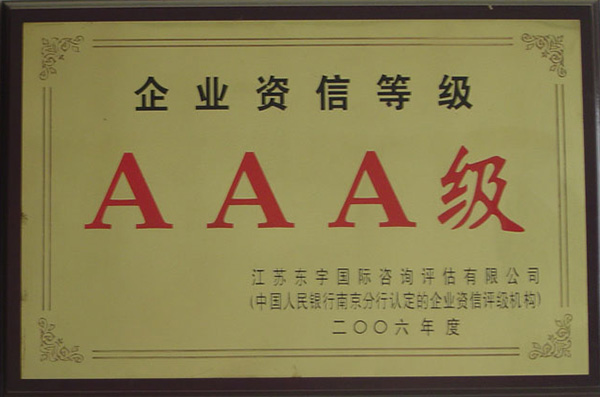 企业资信等级
AAA级
江苏东宇国际咨询评估有限公司
(中国人民银行南京分行认定的企业资信评级机构)
二〇〇六年度